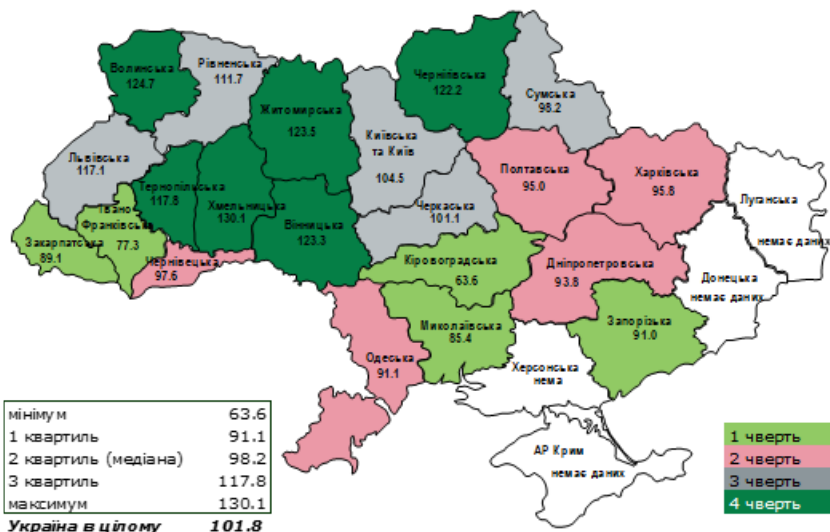 Волинська
124.7
Рівненська
111.7
Житомирська
123.5
Київська
та Київ
104.5
Чернігівська
122.2
Сумська
98.2
Львівська
117.1
Тернопільська
117.8
Хмельницька
130.1
Вінницька
123.3
Черкаська
101.1
Полтавська
95.0
Харківська
95.8
Луганська
немає даних
Закарпатська
89.1
Івано
Франківська
77.3
Чернівецька
97.6
Кіровоградська
63.6
Дніпропетровська
93.8
Донецька
немає даних
Одеська
91.1
Миколаївська
85.4
Херсонська
нема
Запорізька
91.0
АР Крим
немає даних
мінімум 63.6
1 квартиль 91.1
2 квартиль (медіана) 98.2
3 квартиль 117.8
максимум 130.1
Україна в цілому 101.8
1 чверть
2 чверть
3 чверть
4 чверть